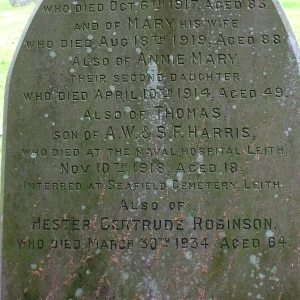 WHO DIED OCT 6TH 1917, AGED 85
AND OF MARY HIS WIFE
WHO DIED AUG 18TH 1919, AGED 88.
ALSO OF ANNIE MARY,
THEIR SECOND DAUGHTER
WHO DIED APRIL 10TH 1914, AGED 49.
ALSO OF THOMAS,
SON OF A.W. & S.F. HARRIS,
WHO DIED AT THE NAVAL HOSPITAL, LEITH.
NOV 10TH 1918, AGED 18.
INTERRED AT SEAFIELD CEMETERY, LEITH.
ALSO OF
HESTER GERTRUDE ROBINSON,
WHO DIED MARCH 30TH 1934 AGED 64.